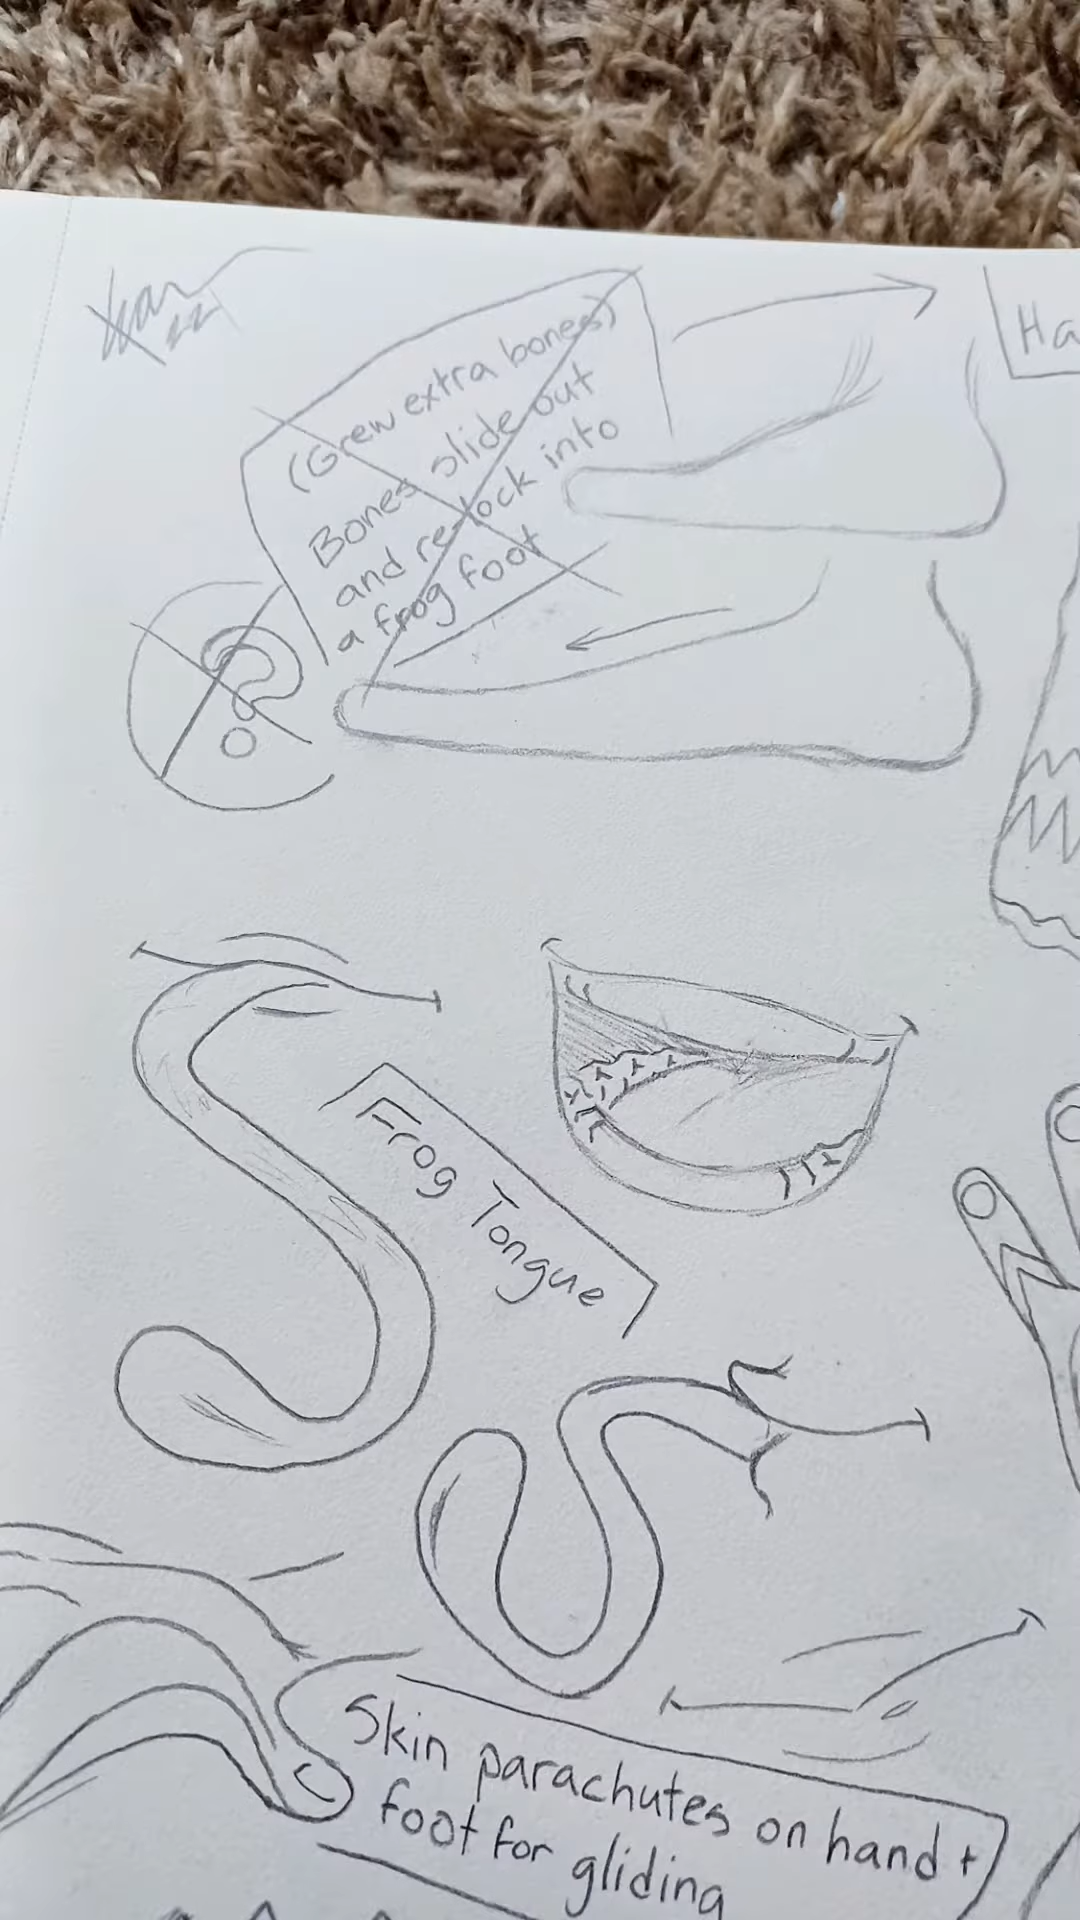 (Grew extra bones)
Bones slide out
and re-lock into
a frog foot
?
Ha
Frog Tongue
Skin parachutes on hand +
foot for gliding